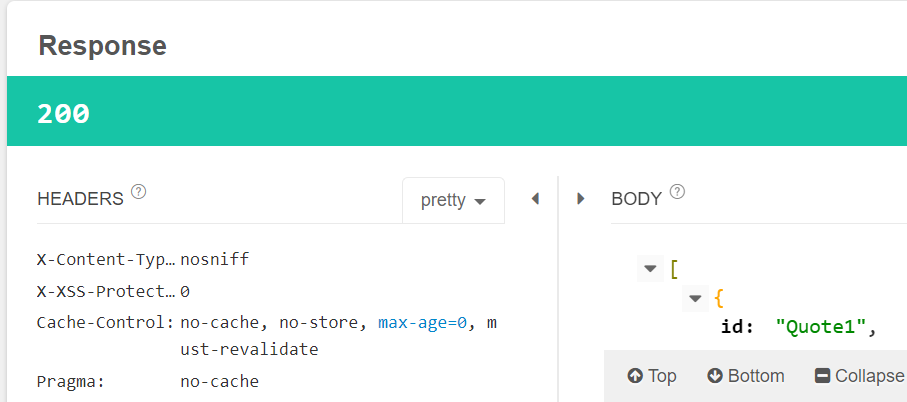 Response
200
HEADERS ?
pretty
BODY ?
X-Content-Typ… nosniff
X-XSS-Protect… 0
Cache-Control: no-cache, no-store, max-age=0, m
ust-revalidate
Pragma: no-cache
[
{
id: "Quote1",
Top Bottom Collapse